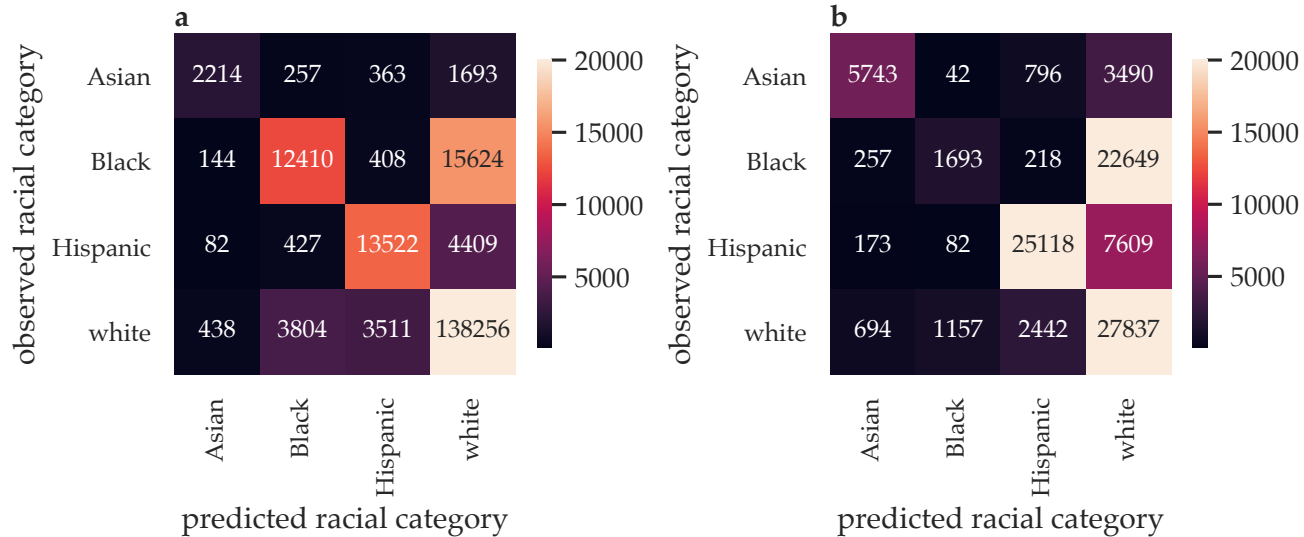 a
observed racial category
Asian 2214 257 363 1693
Black 144 12410 408 15624
Hispanic 82 427 13522 4409
white 438 3804 3511 138256
Asian Black Hispanic white
predicted racial category
20000
15000
10000
5000
b
observed racial category
Asian 5743 42 796 3490
Black 257 1693 218 22649
Hispanic 173 82 25118 7609
white 694 1157 2442 27837
Asian Black Hispanic white
predicted racial category
20000
15000
10000
5000